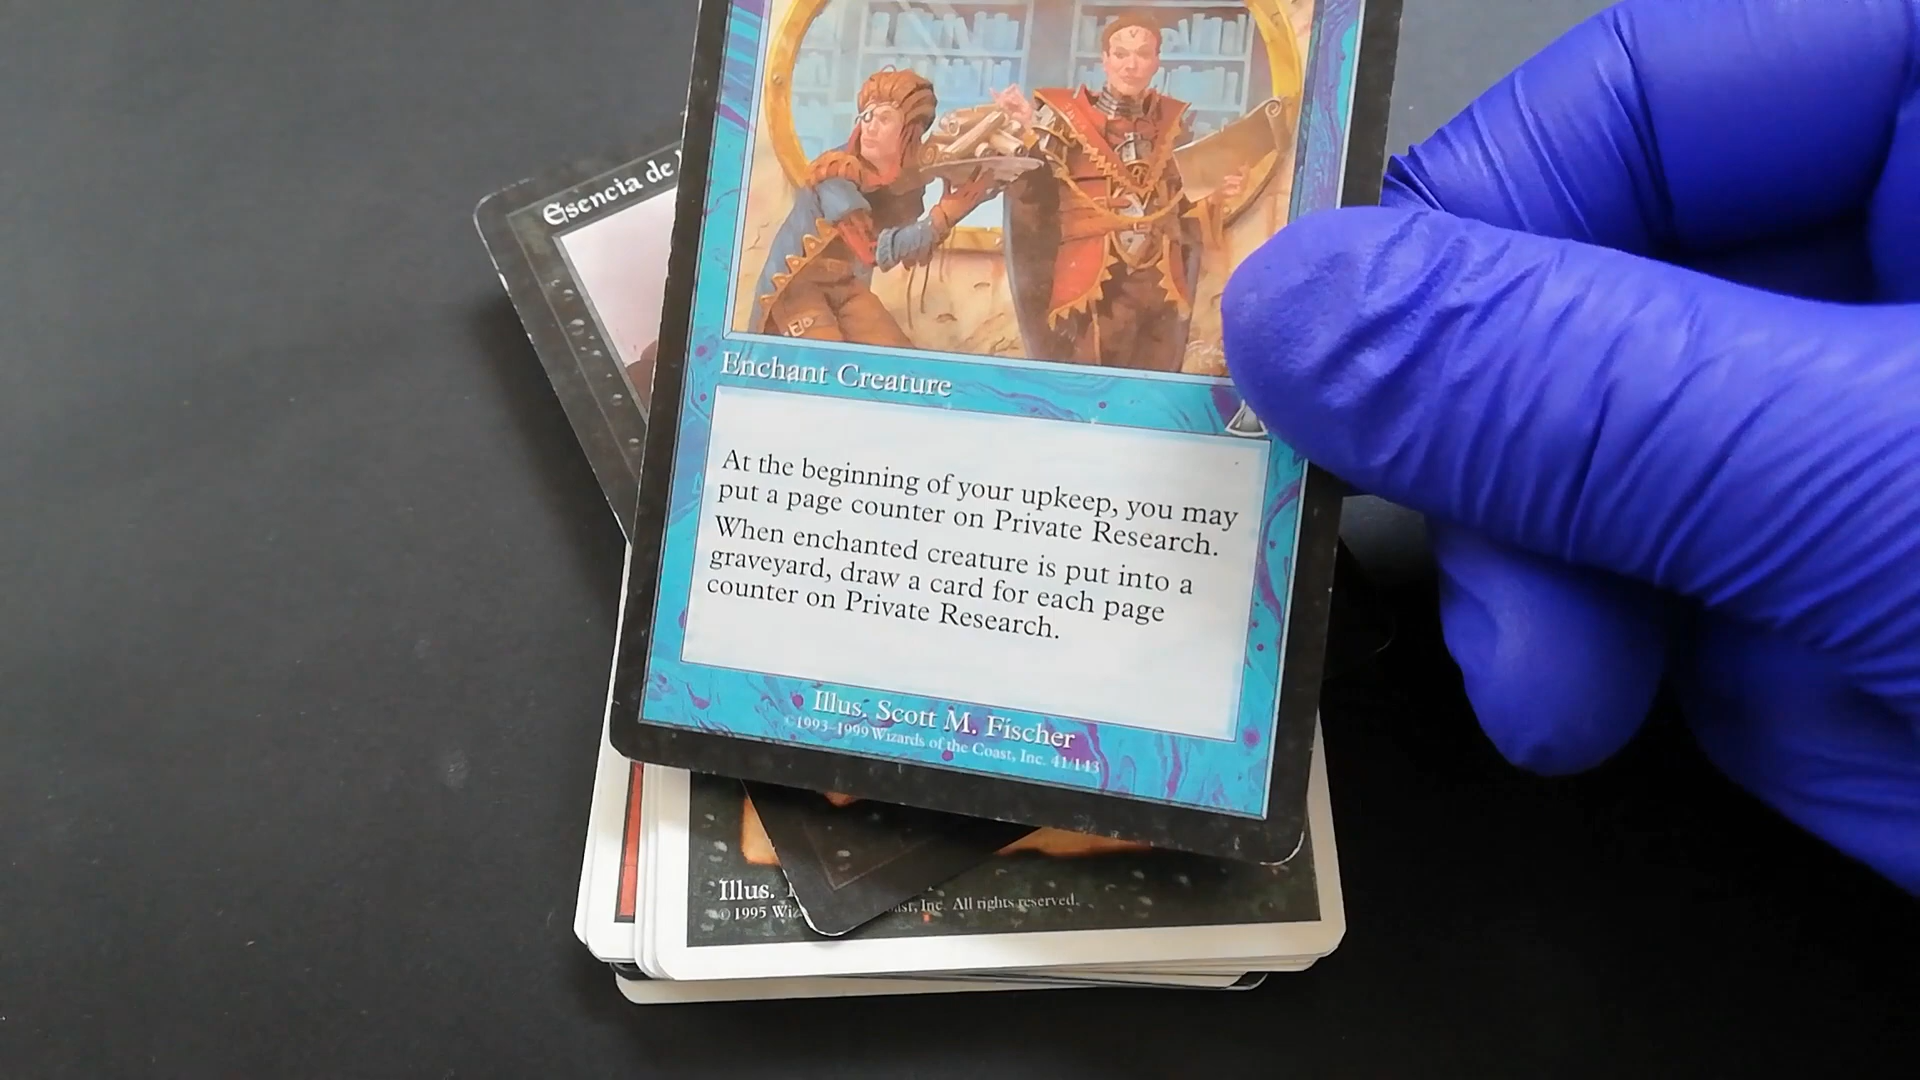 Esencia de
Enchant Creature
At the beginning of your upkeep, you may
put a page counter on Private Research.
When enchanted creature is put into a
graveyard, draw a card for each page
counter on Private Research.
Illus. Scott M. Fischer
©1993-1999 Wizards of the Coast, Inc. 41/143
Illus.
© 1995 Wiz
ast, Inc. All rights reserved.